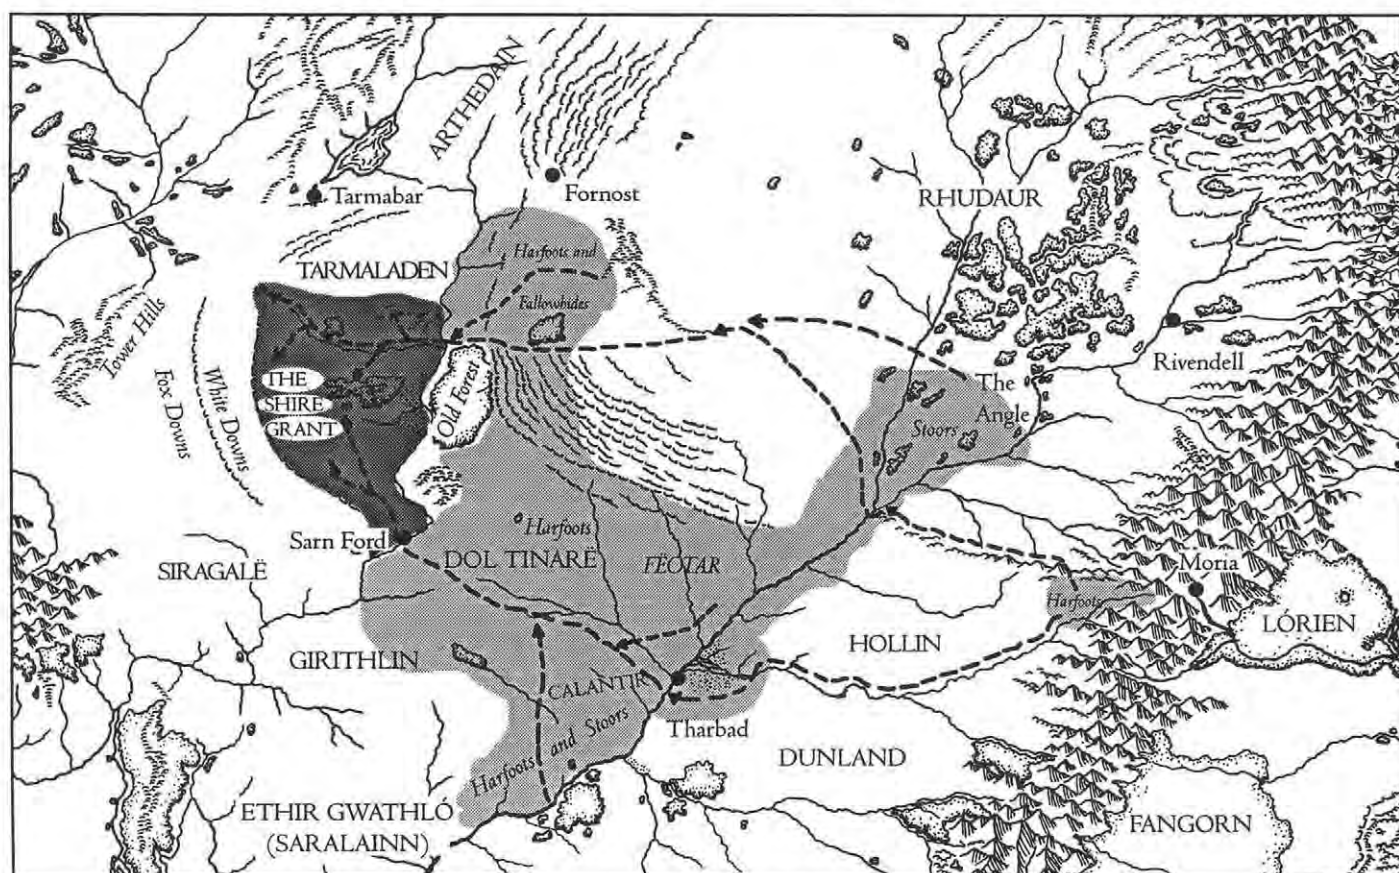 ARTHEDAIN
Fornost
Tarmabar
RHUDAUR
Harfoots and
Fallowhides
TARMALADEN
Tower Hills
Fox Downs
White Downs
THE
SHIRE
GRANT
Old Forest
Rivendell
The
Angle
Stoors
Sarn Ford
Harfoots
DOL TINARË
FËOTAR
SIRAGALË
Moria
Harfoots
LÓRIEN
HOLLIN
GIRITHLIN
CALANTIR
Harfoots
and Stoors
Tharbad
DUNLAND
ETHIR GWATHLÓ
(SARALAINN)
FANGORN